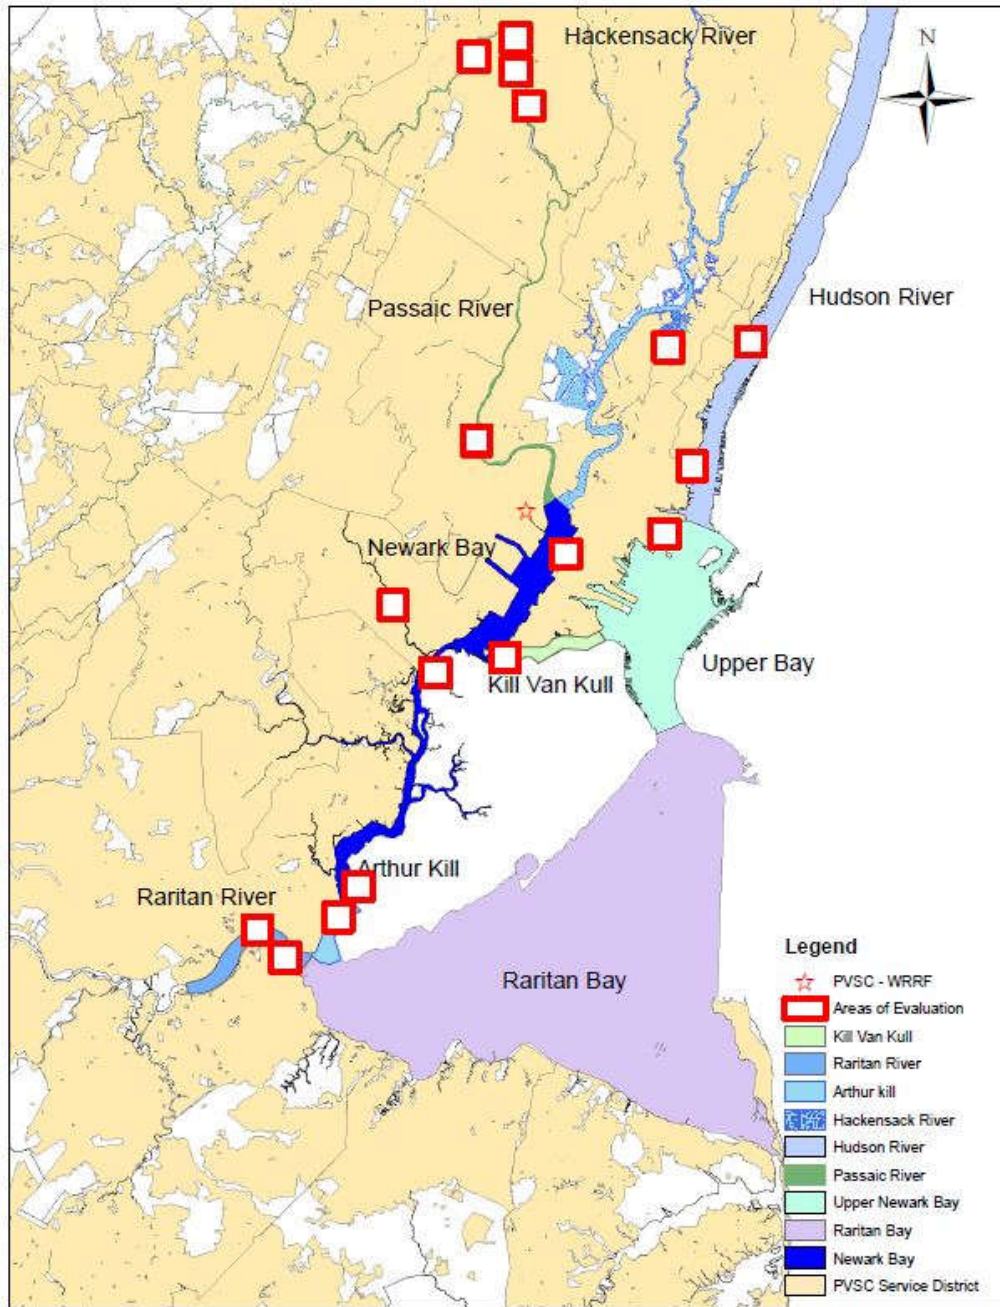 Hackensack River
N
Hudson River
Passaic River
Newark Bay
Upper Bay
Kill Van Kull
Arthur Kill
Raritan River
Raritan Bay
Legend
PVSC - WRRF
Areas of Evaluation
Kill Van Kull
Raritan River
Arthur kill
Hackensack River
Hudson River
Passaic River
Upper Newark Bay
Raritan Bay
Newark Bay
PVSC Service District